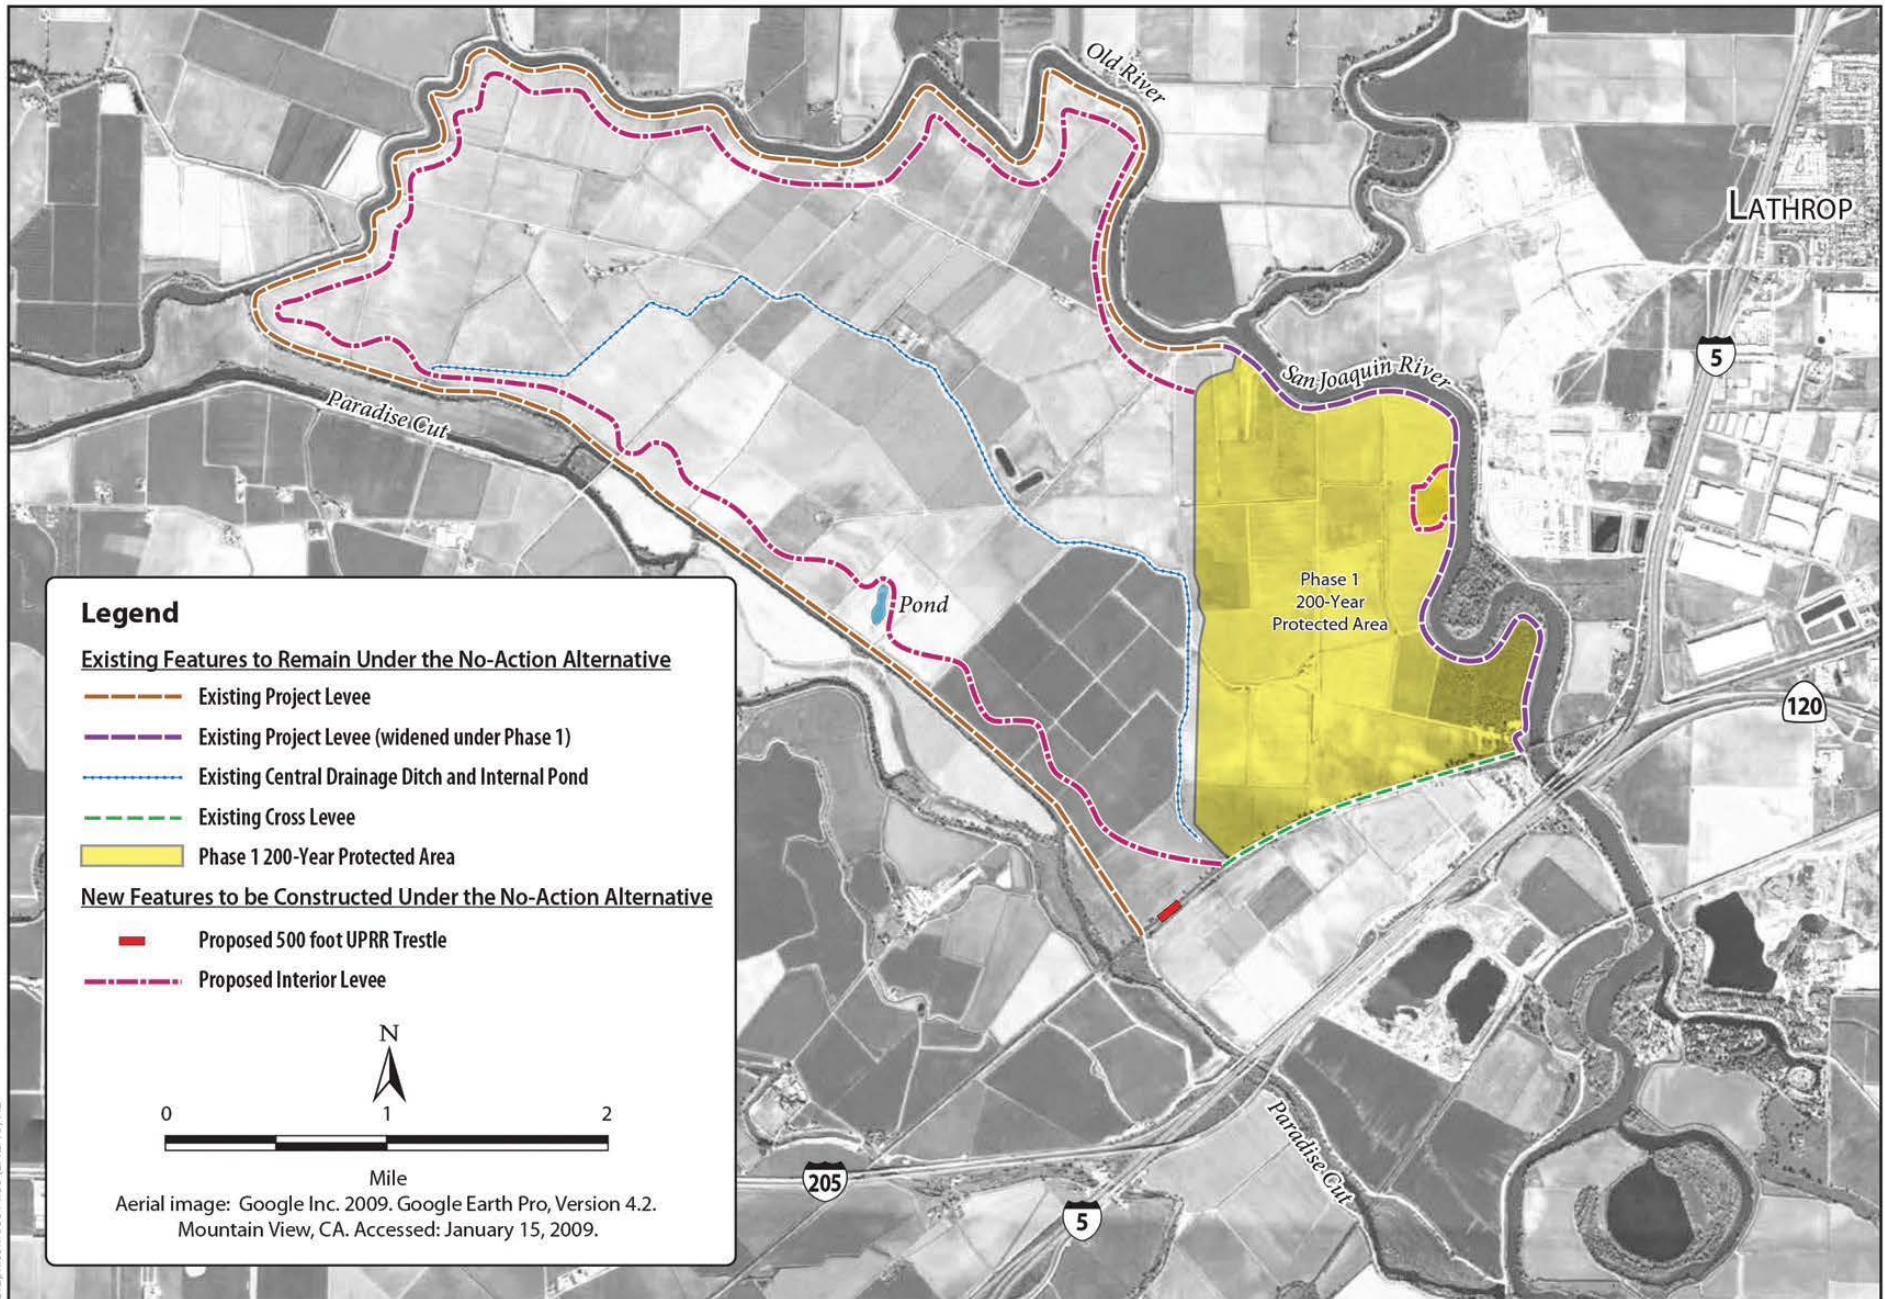 Old River
LATHROP
5
San Joaquin River
Paradise Cut
Phase 1
200-Year
Protected Area
Pond
120
Legend
Existing Features to Remain Under the No-Action Alternative
Existing Project Levee
Existing Project Levee (widened under Phase 1)
Existing Central Drainage Ditch and Internal Pond
Existing Cross Levee
Phase 1 200-Year Protected Area
New Features to be Constructed Under the No-Action Alternative
Proposed 500 foot UPRR Trestle
Proposed Interior Levee
N
0 1 2
Mile
Aerial image: Google Inc. 2009. Google Earth Pro, Version 4.2.
Mountain View, CA. Accessed: January 15, 2009.
205
5
Paradise Cut